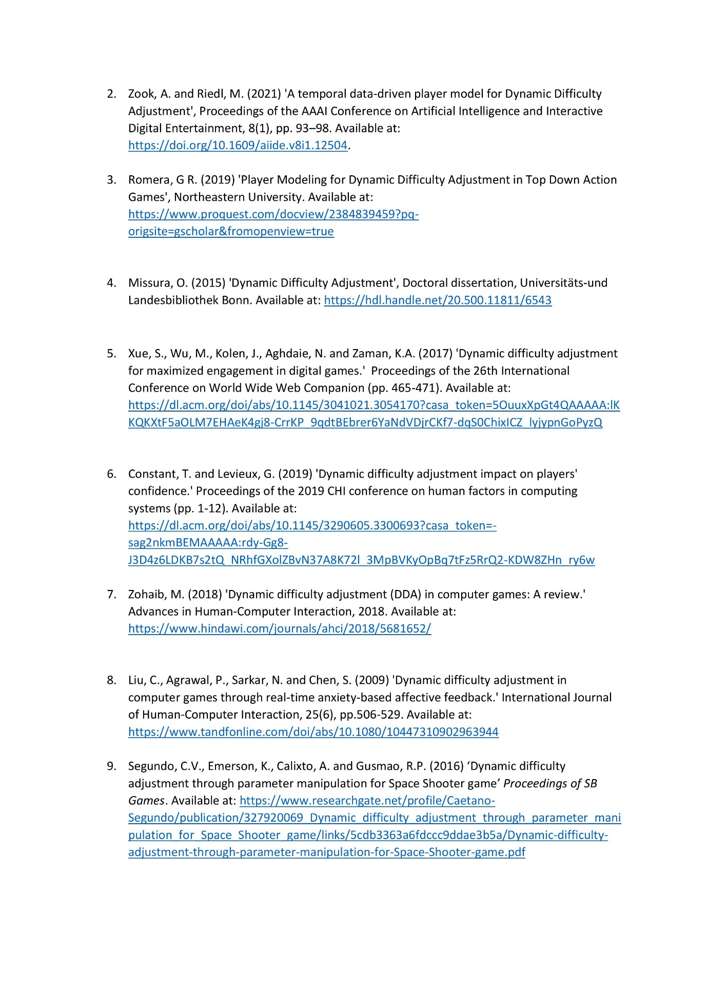 2. Zook, A. and Riedl, M. (2021) 'A temporal data-driven player model for Dynamic Difficulty
Adjustment', Proceedings of the AAAI Conference on Artificial Intelligence and Interactive
Digital Entertainment, 8(1), pp. 93–98. Available at:
https://doi.org/10.1609/aiide.v8i1.12504.
3. Romera, G R. (2019) 'Player Modeling for Dynamic Difficulty Adjustment in Top Down Action
Games', Northeastern University. Available at:
https://www.proquest.com/docview/2384839459?pq-
origsite=gscholar&fromopenview=true
4. Missura, O. (2015) 'Dynamic Difficulty Adjustment', Doctoral dissertation, Universitäts-und
Landesbibliothek Bonn. Available at: https://hdl.handle.net/20.500.11811/6543
5. Xue, S., Wu, M., Kolen, J., Aghdaie, N. and Zaman, K.A. (2017) 'Dynamic difficulty adjustment
for maximized engagement in digital games.' Proceedings of the 26th International
Conference on World Wide Web Companion (pp. 465-471). Available at:
https://dl.acm.org/doi/abs/10.1145/3041021.3054170?casa_token=5OuuxXpGt4QAAAAA:lK
KQKXtF5aOLM7EHAeK4gj8-CrrKP_9qdtBEbrer6YaNdVDjrCKf7-dqS0ChixICZ_lyjypnGoPyzQ
6. Constant, T. and Levieux, G. (2019) 'Dynamic difficulty adjustment impact on players'
confidence.' Proceedings of the 2019 CHI conference on human factors in computing
systems (pp. 1-12). Available at:
https://dl.acm.org/doi/abs/10.1145/3290605.3300693?casa_token=-
sag2nkmBEMAAAAA:rdy-Gg8-
J3D4z6LDKB7s2tQ_NRhfGXolZBvN37A8K72l_3MpBVKyOpBq7tFz5RrQ2-KDW8ZHn_ry6w
7. Zohaib, M. (2018) 'Dynamic difficulty adjustment (DDA) in computer games: A review.'
Advances in Human-Computer Interaction, 2018. Available at:
https://www.hindawi.com/journals/ahci/2018/5681652/
8. Liu, C., Agrawal, P., Sarkar, N. and Chen, S. (2009) 'Dynamic difficulty adjustment in
computer games through real-time anxiety-based affective feedback.' International Journal
of Human-Computer Interaction, 25(6), pp.506-529. Available at:
https://www.tandfonline.com/doi/abs/10.1080/10447310902963944
9. Segundo, C.V., Emerson, K., Calixto, A. and Gusmao, R.P. (2016) ‘Dynamic difficulty
adjustment through parameter manipulation for Space Shooter game’ Proceedings of SB
Games. Available at: https://www.researchgate.net/profile/Caetano-
Segundo/publication/327920069_Dynamic_difficulty_adjustment_through_parameter_mani
pulation_for_Space_Shooter_game/links/5cdb3363a6fdccc9ddae3b5a/Dynamic-difficulty-
adjustment-through-parameter-manipulation-for-Space-Shooter-game.pdf